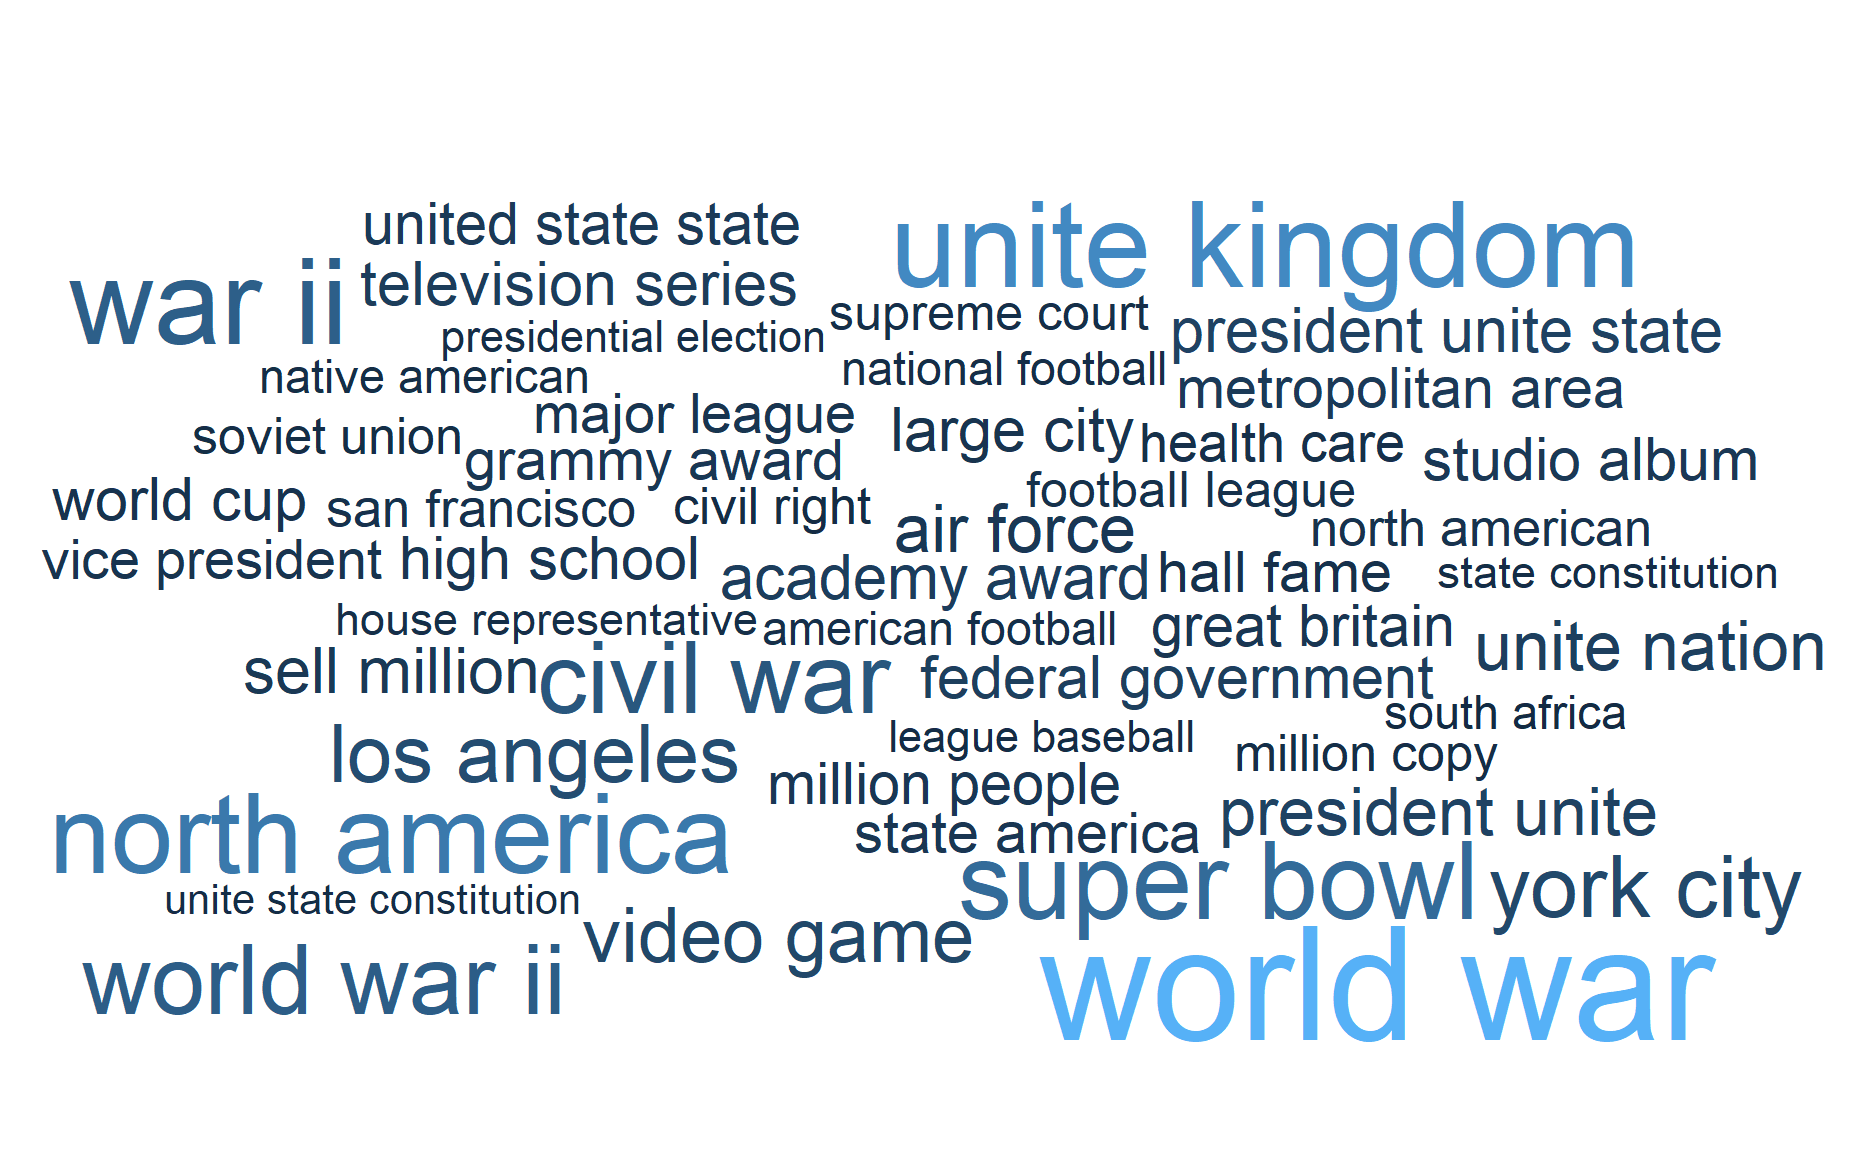 united state state
unite kingdom
war ii
television series
supreme court
presidential election
president unite state
native american
national football
metropolitan area
major league
large city
health care
soviet union
grammy award
studio album
world cup
san francisco
civil right
football league
air force
north american
vice president
high school
academy award
hall fame
state constitution
house representative
american football
great britain
unite nation
sell million
civil war
federal government
south africa
los angeles
league baseball
million copy
million people
north america
state america
president unite
super bowl
york city
unite state constitution
video game
world war ii
world war